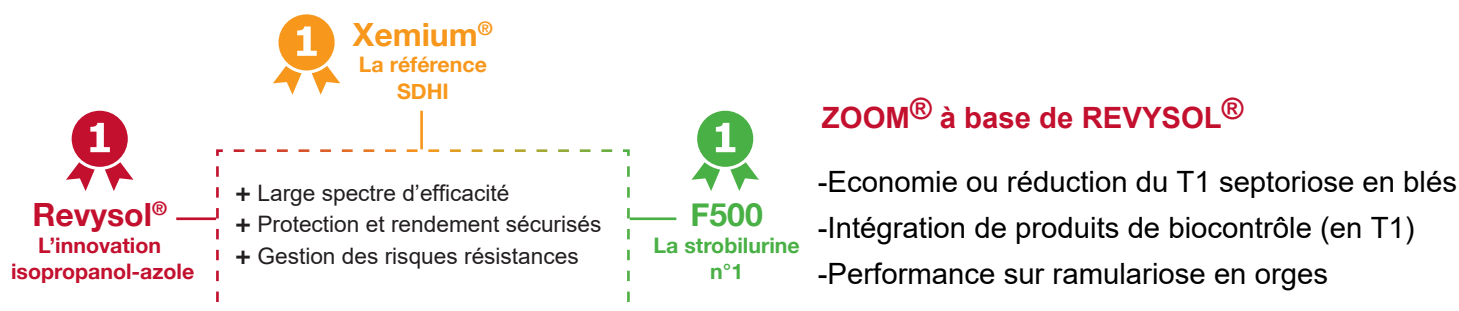 1
Xemium®
La référence
SDHI
1
Revysol®
L’innovation
isopropanol-azole
+ Large spectre d’efficacité
+ Protection et rendement sécurisés
+ Gestion des risques résistances
1
F500
La strobilurine
n°1
ZOOM® à base de REVYSOL®
-Economie ou réduction du T1 septoriose en blés
-Intégration de produits de biocontrôle (en T1)
-Performance sur ramulariose en orges